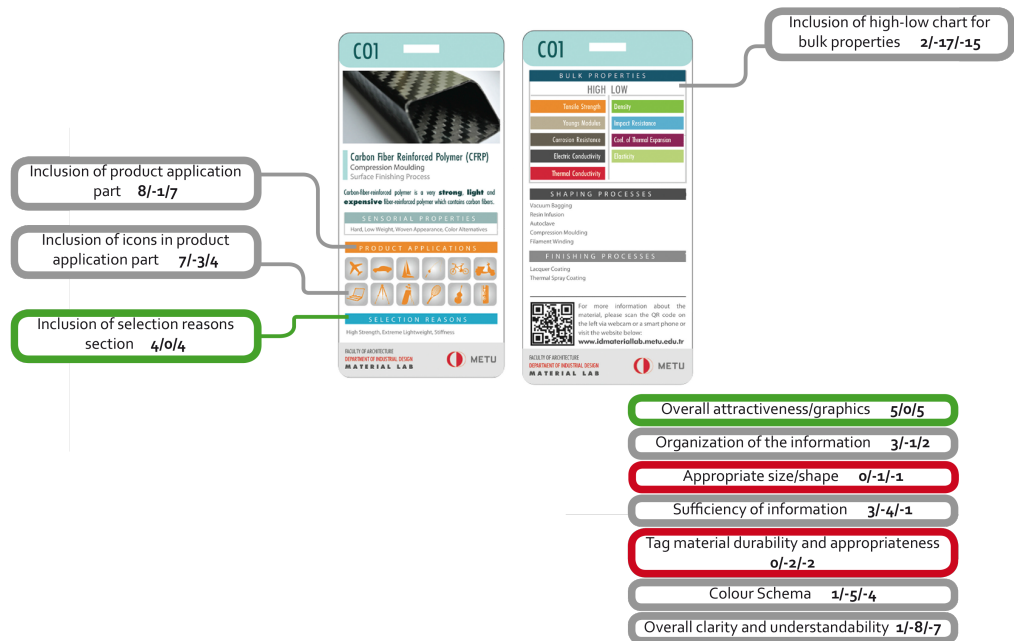 Inclusion of high-low chart for
bulk properties 2/-17/-15
Inclusion of product application
part 8/-1/7
Inclusion of icons in product
application part 7/-3/4
Inclusion of selection reasons
section 4/0/4
C01
Carbon Fiber Reinforced Polymer (CFRP)
Compression Moulding
Surface Finishing Process
Carbon-fiber-reinforced polymer is a very strong, light and
expensive fiber-reinforced polymer which contains carbon fibers.
SENSORIAL PROPERTIES
Hard, Low Weight, Woven Appearance, Color Alternatives
PRODUCT APPLICATIONS
SELECTION REASONS
High-Strength, Extreme Lightweight, Stiffness
FACULTY OF ARCHITECTURE
DEPARTMENT OF INDUSTRIAL DESIGN
MATERIAL LAB
METU
C01
BULK PROPERTIES
HIGH LOW
Tensile Strength Density
Youngs Modulus Impact Resistance
Corrosion Resistance Coef. of Thermal Expansion
Electric Conductivity Elasticity
Thermal Conductivity
SHAPING PROCESSES
Vacuum Bagging
Resin Infusion
Autoclave
Compression Moulding
Filament Winding
FINISHING PROCESSES
Lacquer Coating
Thermal Spray Coating
For more information about the
material, please scan the QR code on
the left via webcam or a smart phone or
visit the website below:
www.idmateriallab.metu.edu.tr
FACULTY OF ARCHITECTURE
DEPARTMENT OF INDUSTRIAL DESIGN
MATERIAL LAB
METU
Overall attractiveness/graphics 5/0/5
Organization of the information 3/-1/2
Appropriate size/shape 0/-1/-1
Sufficiency of information 3/-4/-1
Tag material durability and appropriateness
0/-2/-2
Colour Schema 1/-5/-4
Overall clarity and understandability 1/-8/-7